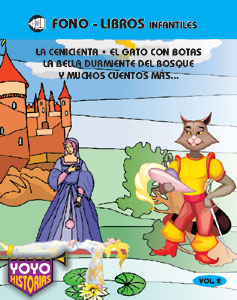 FONO - LIBROS INFANTILES
LA CENICIENTA • EL GATO CON BOTAS
LA BELLA DURMIENTE DEL BOSQUE
Y MUCHOS CUENTOS MÁS...
YOYO
HISTORIAS
VOL. 2